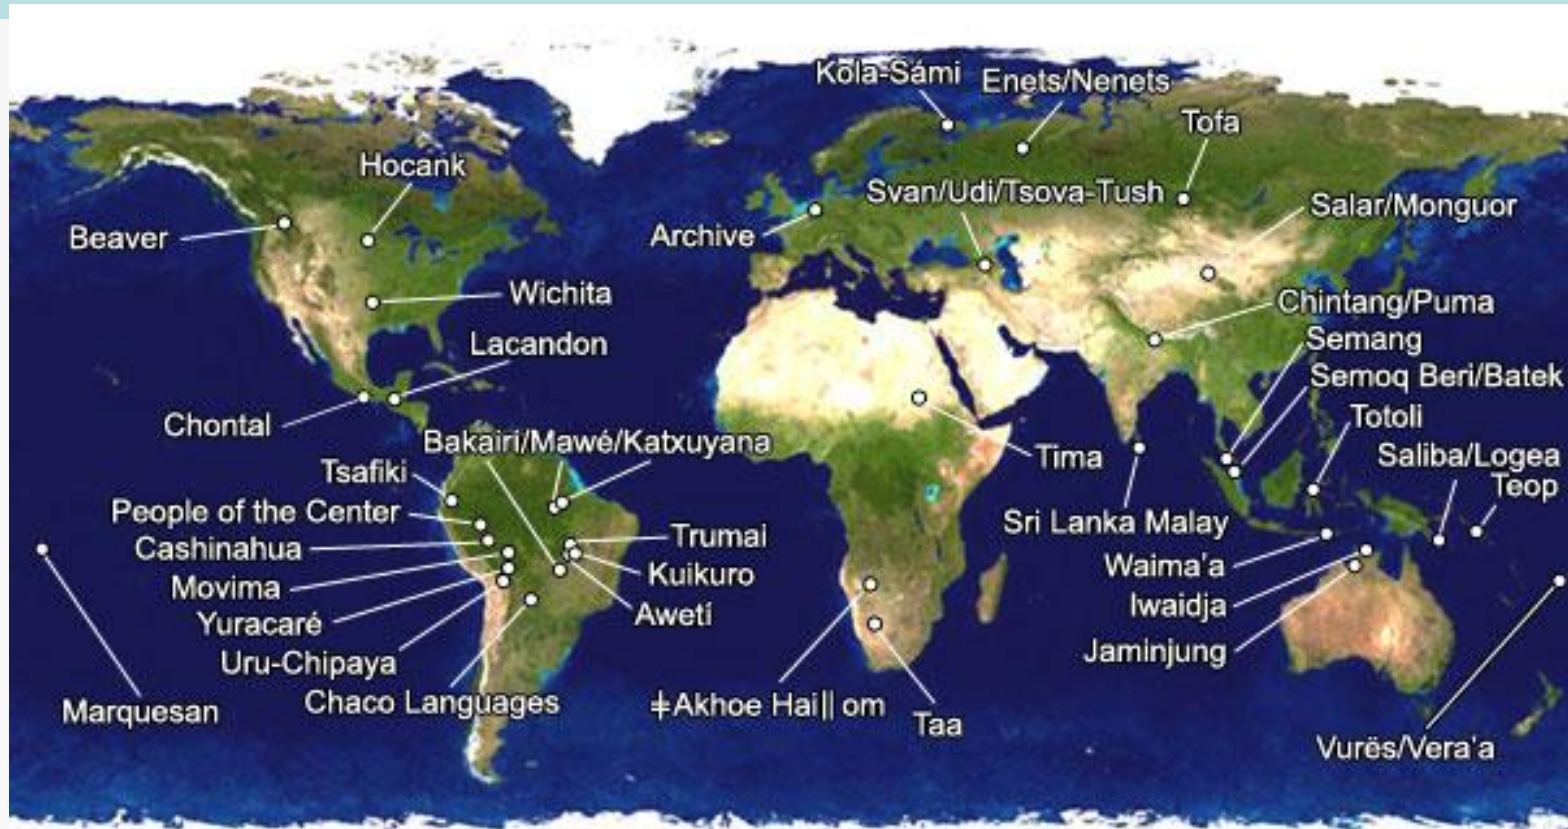 Kola-Sámi
Enets/Nenets
Tofa
Hocank
Svan/Udi/Tsova-Tush
Salar/Monguor
Beaver
Archive
Wichita
Chintang/Puma
Semang
Lacandon
Semoq Beri/Batek
Totoli
Chontal
Bakairi/Mawé/Katxuyana
Tima
Saliba/Logea
Tsafiki
Teop
People of the Center
Sri Lanka Malay
Trumai
Cashinahua
Waima'a
Kuikuro
Movima
Iwaidja
Awetí
Yuracaré
Jaminjung
Uru-Chipaya
Chaco Languages
ǂAkhoe Haiǁom
Marquesan
Taa
Vurës/Vera'a